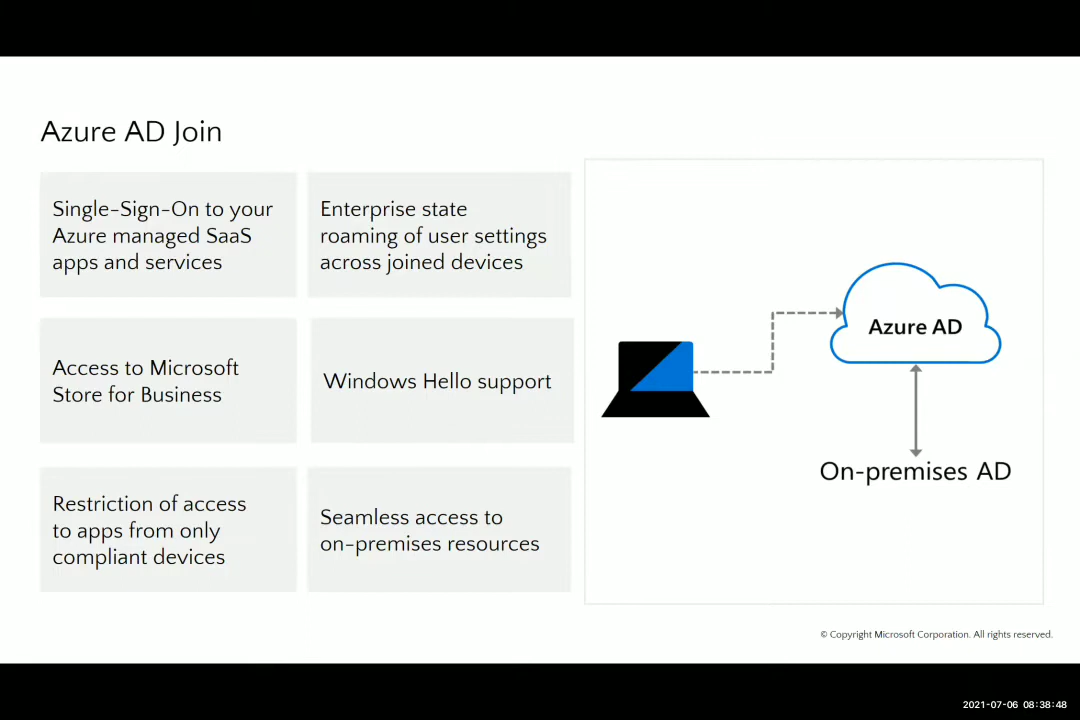 Azure AD Join
Single-Sign-On to your
Azure managed SaaS
apps and services
Enterprise state
roaming of user settings
across joined devices
Access to Microsoft
Store for Business
Windows Hello support
Restriction of access
to apps from only
compliant devices
Seamless access to
on-premises resources
Azure AD
On-premises AD
© Copyright Microsoft Corporation. All rights reserved.
2021-07-06 08:38:48